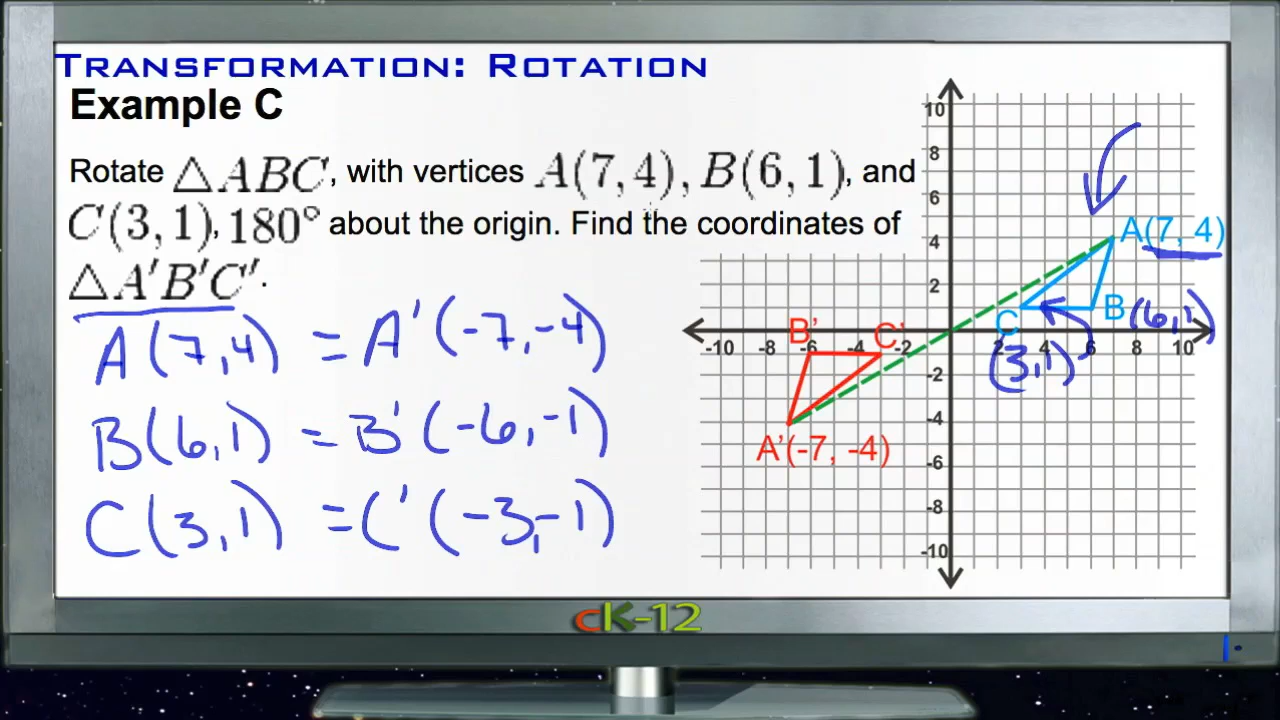 TRANSFORMATION: ROTATION
Example C
Rotate △ABC, with vertices A(7, 4), B(6, 1), and
C(3, 1), 180° about the origin. Find the coordinates of
△A′B′C′.
A(7,4) = A'(-7,-4)
B(6,1) = B'(-6,-1)
C(3,1) = C'(-3,-1)
10
8
6
4
2
A(7, 4)
B (6,1)
C
(3,1)
B'
C'
-10 -8 -6 -4 -2 2 4 6 8 10
-2
-4
-6
-8
-10
A'(-7, -4)
cK-12